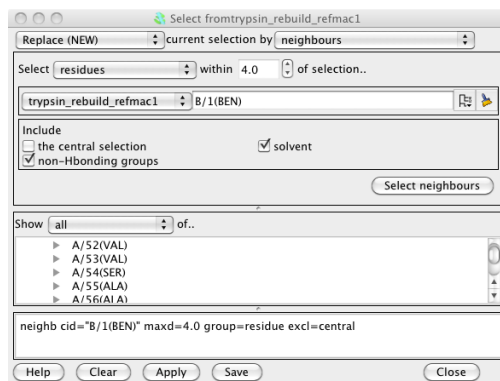 Select fromtrypsin_rebuild_refmac1
Replace (NEW) current selection by neighbours
Select residues within 4.0 of selection..
trypsin_rebuild_refmac1 B/1(BEN)
Include
the central selection solvent
non-Hbonding groups
Select neighbours
Show all of..
A/52(VAL)
A/53(VAL)
A/54(SER)
A/55(ALA)
A/56(ALA)
neighb cid="B/1(BEN)" maxd=4.0 group=residue excl=central
Help Clear Apply Save Close